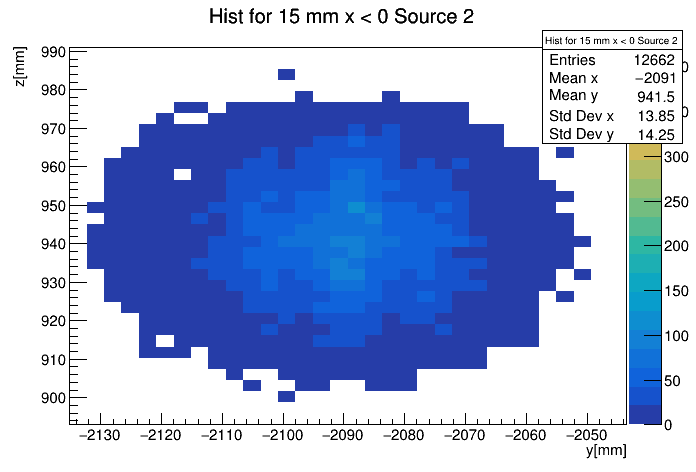 Hist for 15 mm x < 0 Source 2
z[mm]
990
980
970
960
950
940
930
920
910
900
Hist for 15 mm x < 0 Source 2
Entries 12662
Mean x −2091
Mean y 941.5
Std Dev x 13.85
Std Dev y 14.25
300
250
200
150
100
50
0
−2130 −2120 −2110 −2100 −2090 −2080 −2070 −2060 −2050
y[mm]